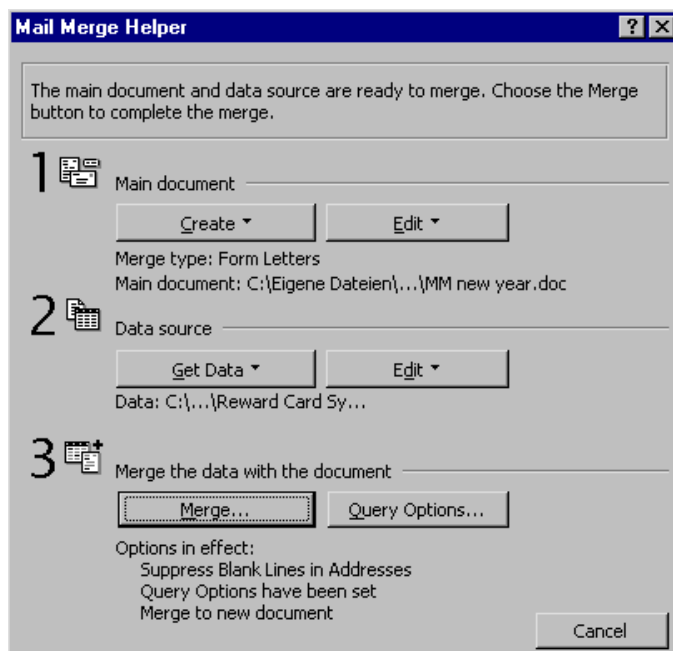 Mail Merge Helper
The main document and data source are ready to merge. Choose the Merge
button to complete the merge.
1
Main document
Create Edit
Merge type: Form Letters
Main document: C:\Eigene Dateien\...\MM new year.doc
2
Data source
Get Data Edit
Data: C:\...\Reward Card Sy...
3
Merge the data with the document
Merge... Query Options...
Options in effect:
Suppress Blank Lines in Addresses
Query Options have been set
Merge to new document
Cancel